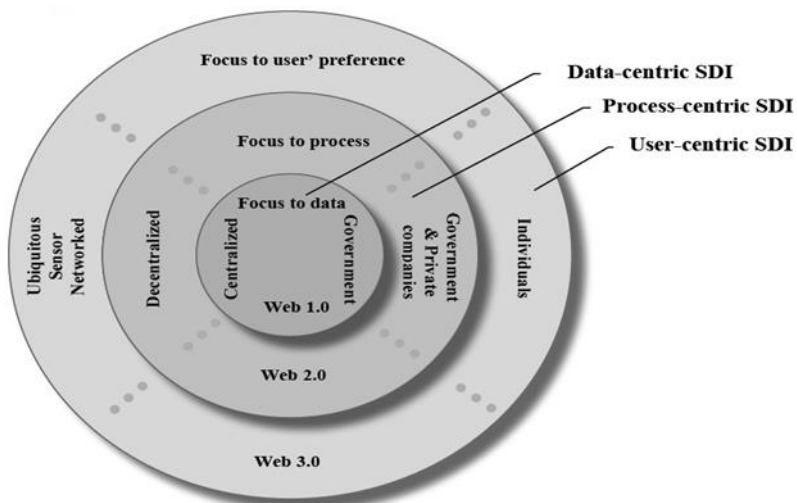 Focus to user' preference
Data-centric SDI
Process-centric SDI
User-centric SDI
Focus to process
Focus to data
Ubiquitous
Sensor
Networked
Decentralized
Centralized
Government
Government
& Private
companies
Individuals
Web 1.0
Web 2.0
Web 3.0